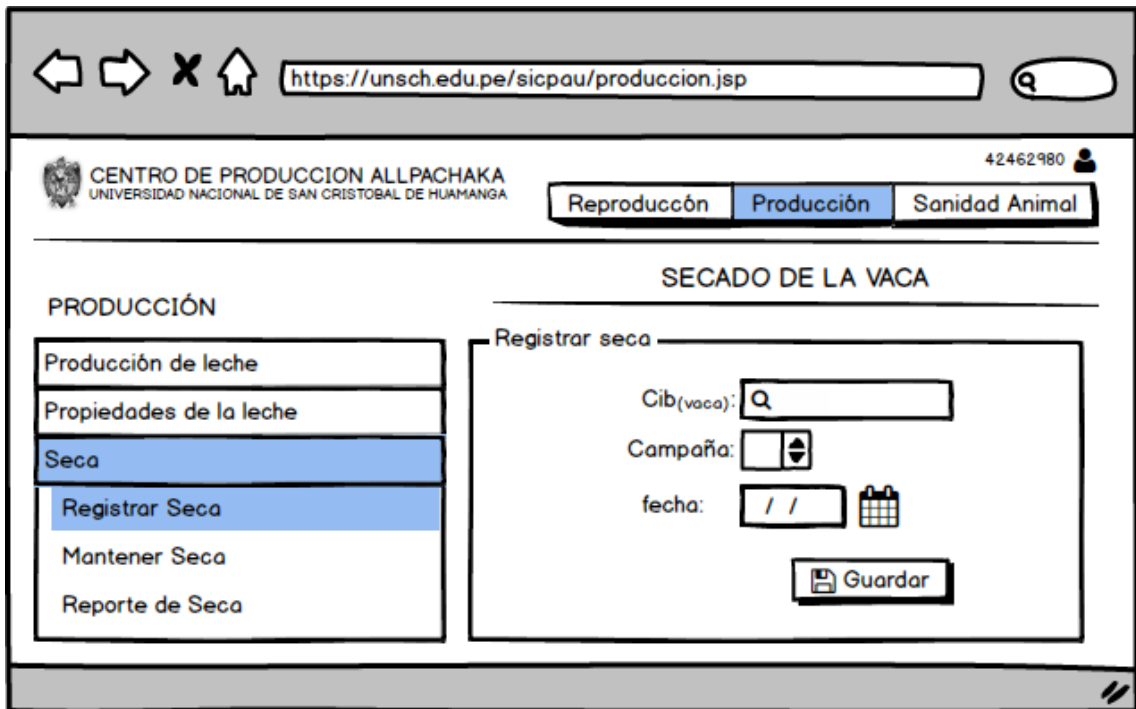 https://unsch.edu.pe/sicpau/produccion.jsp
42462980
CENTRO DE PRODUCCION ALLPACHAKA
UNIVERSIDAD NACIONAL DE SAN CRISTOBAL DE HUAMANGA
Reproduccón Producción Sanidad Animal
SECADO DE LA VACA
PRODUCCIÓN
Producción de leche
Propiedades de la leche
Seca
Registrar Seca
Mantener Seca
Reporte de Seca
Registrar seca
Cib(vaca):
Campaña:
fecha: / /
Guardar